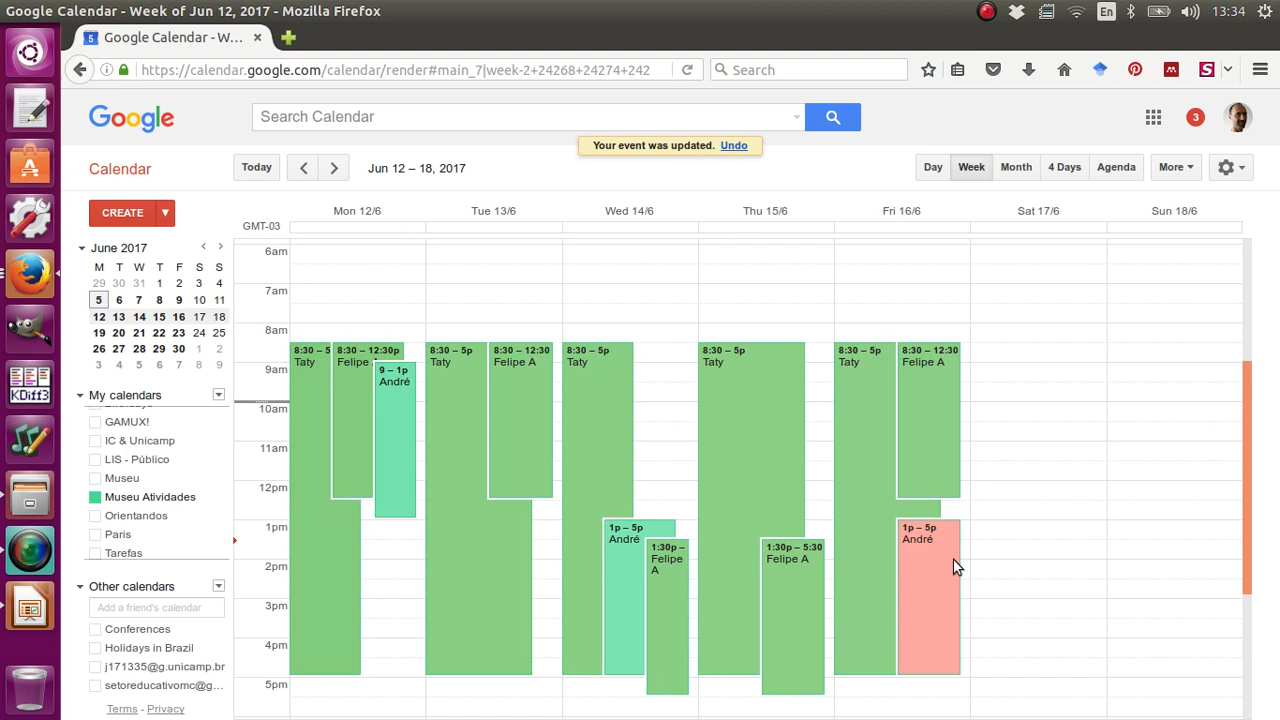 Google Calendar - Week of Jun 12, 2017 - Mozilla Firefox
En
13:34
5 Google Calendar - W... ×
https://calendar.google.com/calendar/render#main_7|week-2+24268+24274+242
Search
Google
Search Calendar
3
Your event was updated. Undo
Calendar
Today
Jun 12 – 18, 2017
Day Week Month 4 Days Agenda More
CREATE
June 2017
M T W T F S S
29 30 31 1 2 3 4
5 6 7 8 9 10 11
12 13 14 15 16 17 18
19 20 21 22 23 24 25
26 27 28 29 30 1 2
3 4 5 6 7 8 9
My calendars
GAMUX!
IC & Unicamp
LIS - Público
Museu
Museu Atividades
Orientandos
Paris
Tarefas
Other calendars
Add a friend's calendar
Conferences
Holidays in Brazil
j171335@g.unicamp.br
setoreducativomc@g...
Terms - Privacy
Mon 12/6 Tue 13/6 Wed 14/6 Thu 15/6 Fri 16/6 Sat 17/6 Sun 18/6
GMT-03
6am
7am
8am
9am
10am
11am
12pm
1pm
2pm
3pm
4pm
5pm
8:30 – 5
Taty
8:30 – 12:30p
Felipe
9 – 1p
André
8:30 – 5p
Taty
8:30 – 12:30
Felipe A
8:30 – 5p
Taty
1p – 5p
André
1:30p –
Felipe
A
8:30 – 5p
Taty
1:30p – 5:30
Felipe A
8:30 – 5p
Taty
8:30 – 12:30
Felipe A
1p – 5p
André
KDiff3